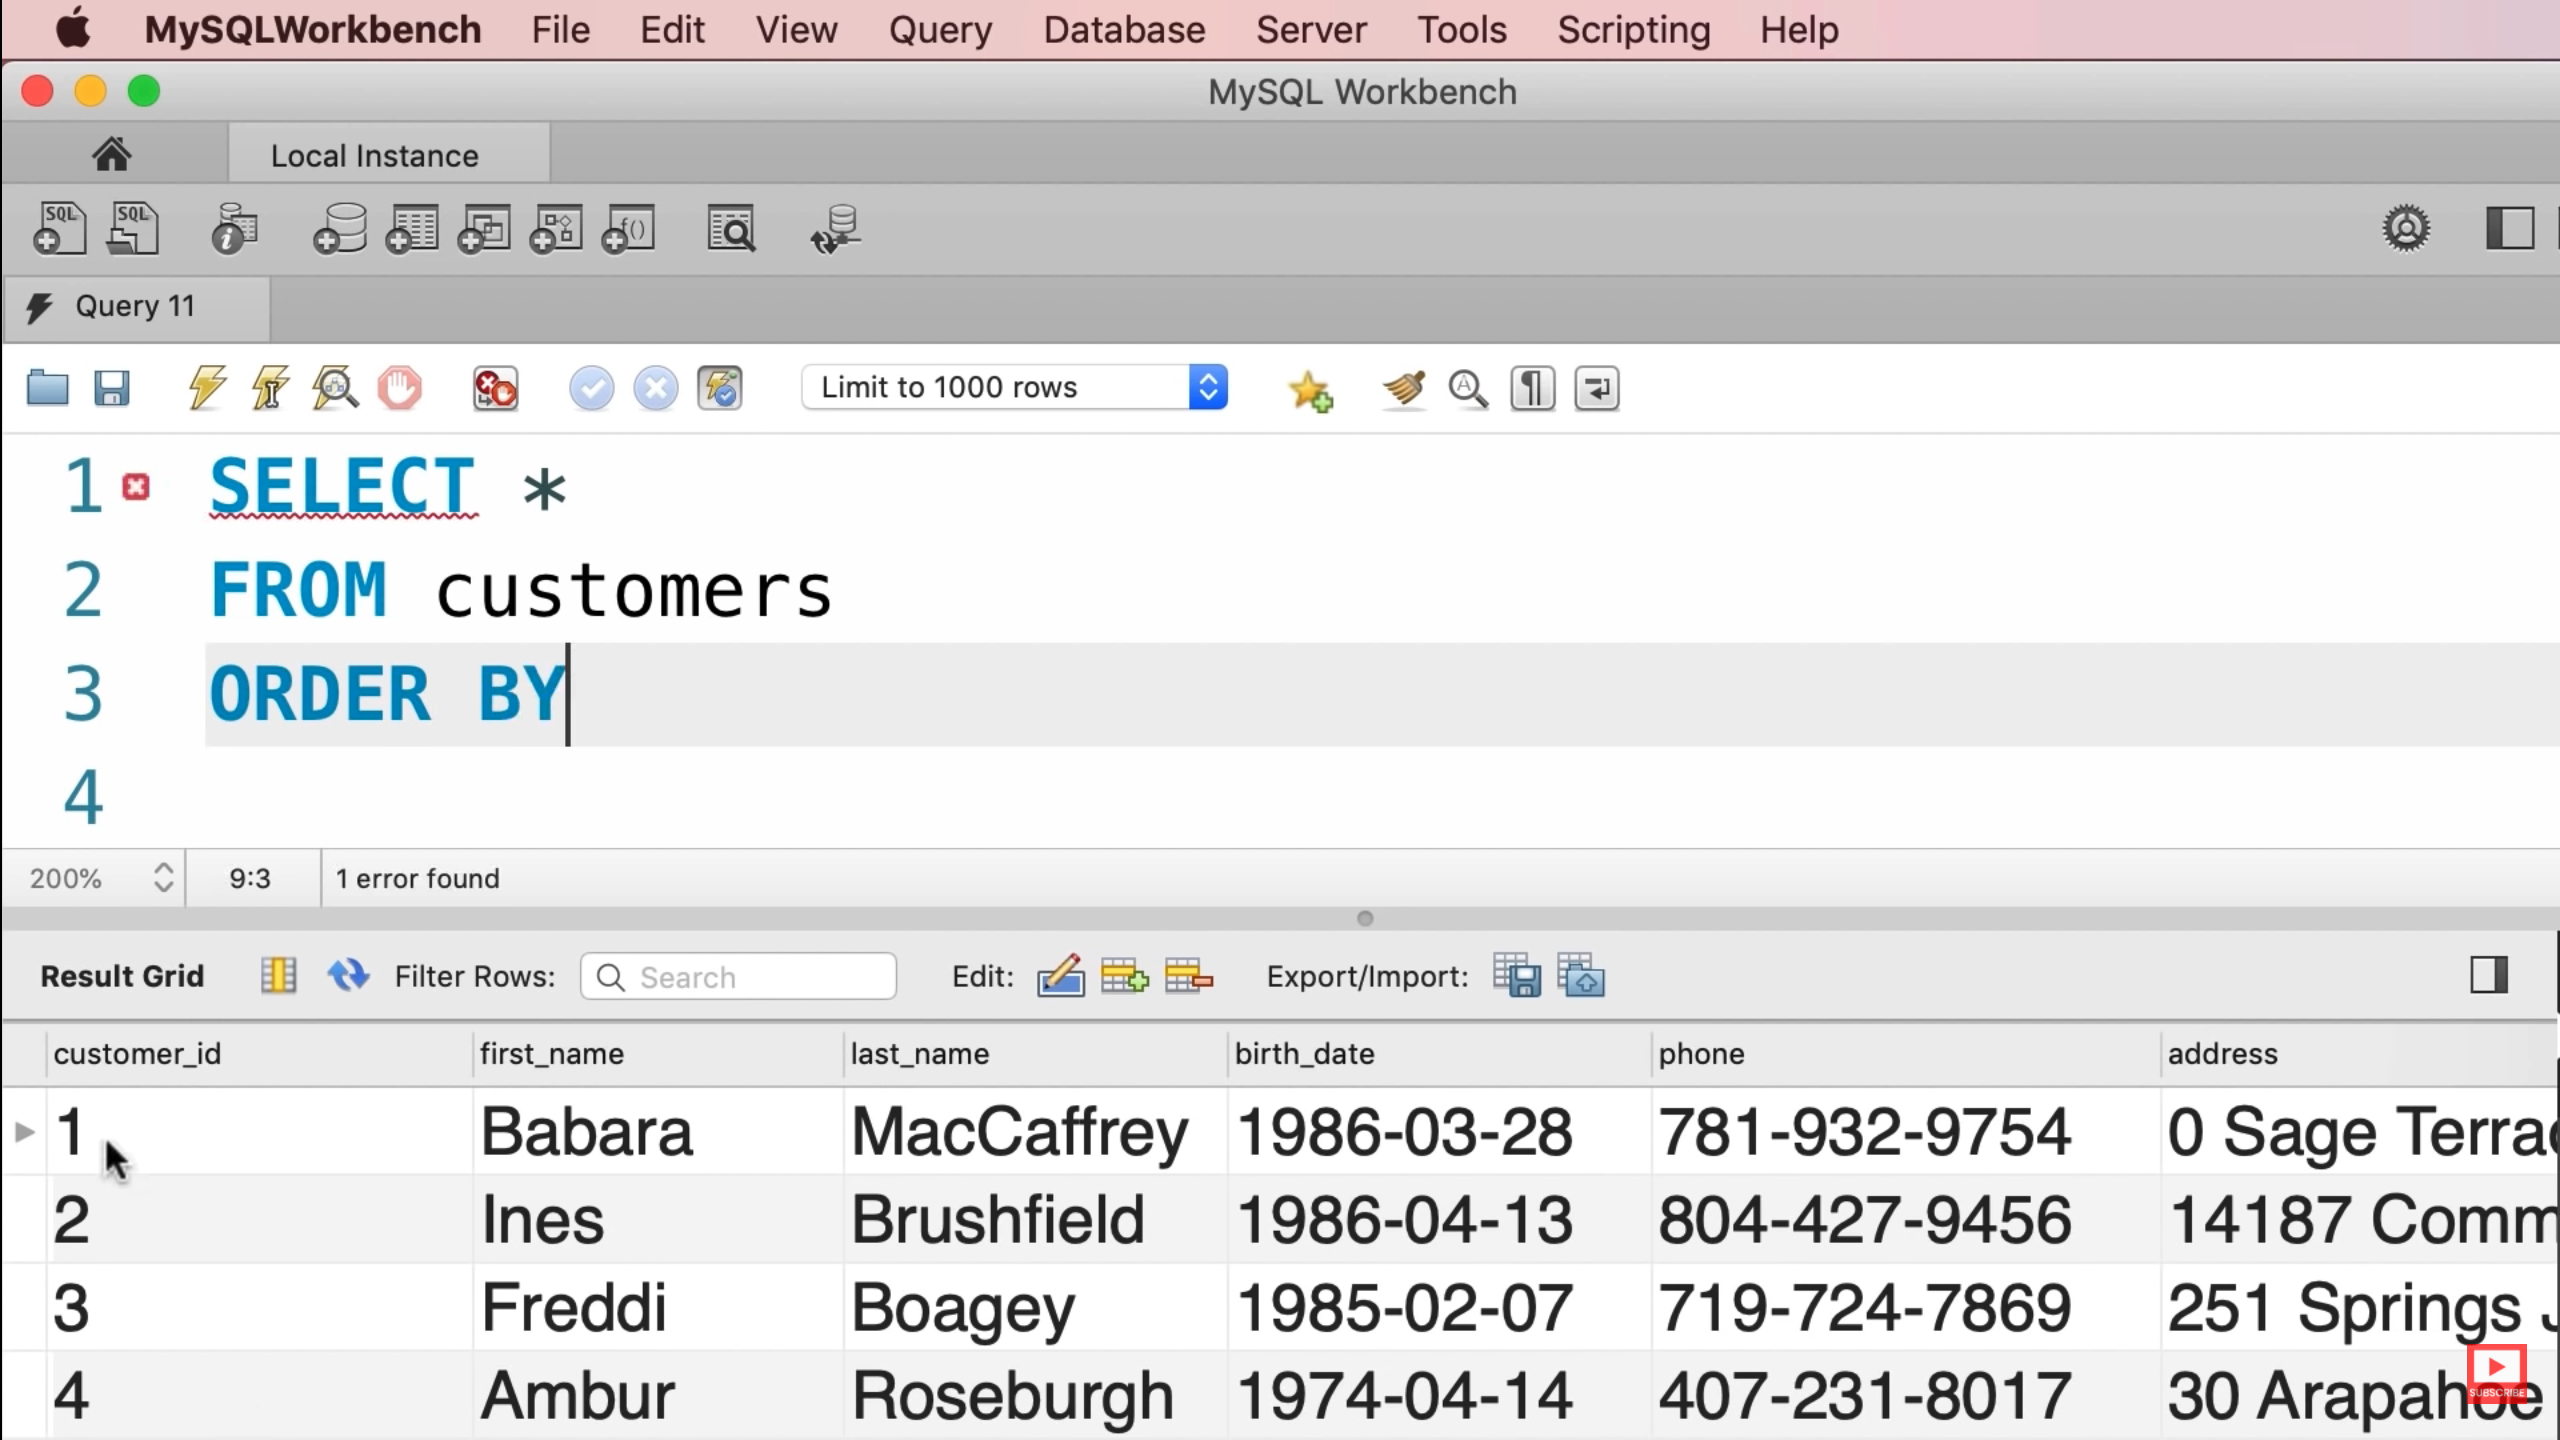 MySQLWorkbench File Edit View Query Database Server Tools Scripting Help
MySQL Workbench
Local Instance
SQL SQL f()
Query 11
Limit to 1000 rows
1 SELECT *
2 FROM customers
3 ORDER BY
4
200% 9:3 1 error found
Result Grid Filter Rows: Search Edit: Export/Import:
customer_id first_name last_name birth_date phone address
1 Babara MacCaffrey 1986-03-28 781-932-9754 0 Sage Terrac
2 Ines Brushfield 1986-04-13 804-427-9456 14187 Comm
3 Freddi Boagey 1985-02-07 719-724-7869 251 Springs J
4 Ambur Roseburgh 1974-04-14 407-231-8017 30 Arapahoe
SUBSCRIBE